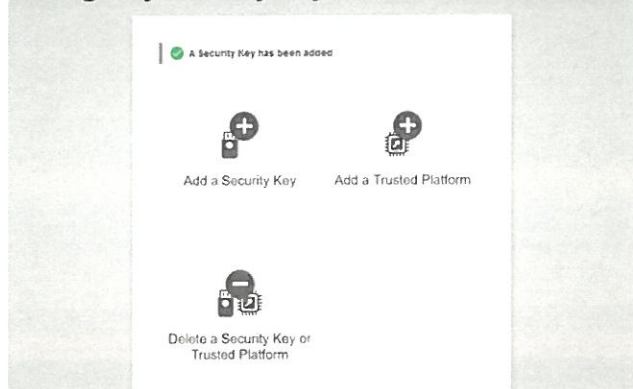 A Security Key has been added
Add a Security Key
Add a Trusted Platform
Delete a Security Key or
Trusted Platform